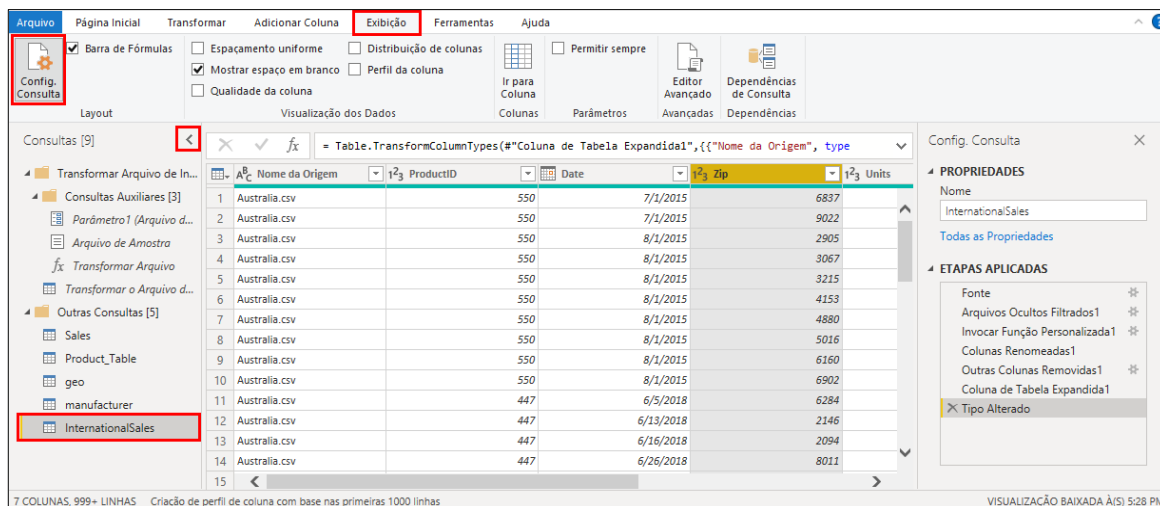 Arquivo Página Inicial Transformar Adicionar Coluna Exibição Ferramentas Ajuda
Config. Consulta
Barra de Fórmulas
Layout
Espaçamento uniforme
Mostrar espaço em branco
Qualidade da coluna
Distribuição de colunas
Perfil da coluna
Visualização dos Dados
Ir para
Coluna
Colunas
Permitir sempre
Parâmetros
Editor
Avançado
Avançadas
Dependências
de Consulta
Dependências
Consultas [9]
Transformar Arquivo de In...
Consultas Auxiliares [3]
Parâmetro1 (Arquivo d...
Arquivo de Amostra
fx Transformar Arquivo
Transformar o Arquivo d...
Outras Consultas [5]
Sales
Product_Table
geo
manufacturer
InternationalSales
fx = Table.TransformColumnTypes(#"Coluna de Tabela Expandida1",{{"Nome da Origem", type
ABC Nome da Origem 123 ProductID Date 123 Zip 123 Units
1 Australia.csv 550 7/1/2015 6837
2 Australia.csv 550 7/1/2015 9022
3 Australia.csv 550 8/1/2015 2905
4 Australia.csv 550 8/1/2015 3067
5 Australia.csv 550 8/1/2015 3215
6 Australia.csv 550 8/1/2015 4153
7 Australia.csv 550 8/1/2015 4880
8 Australia.csv 550 8/1/2015 5016
9 Australia.csv 550 8/1/2015 6160
10 Australia.csv 550 8/1/2015 6902
11 Australia.csv 447 6/5/2018 6284
12 Australia.csv 447 6/13/2018 2146
13 Australia.csv 447 6/16/2018 2094
14 Australia.csv 447 6/26/2018 8011
15
Config. Consulta
PROPRIEDADES
Nome
InternationalSales
Todas as Propriedades
ETAPAS APLICADAS
Fonte
Arquivos Ocultos Filtrados1
Invocar Função Personalizada1
Colunas Renomeadas1
Outras Colunas Removidas1
Coluna de Tabela Expandida1
Tipo Alterado
7 COLUNAS, 999+ LINHAS Criação de perfil de coluna com base nas primeiras 1000 linhas
VISUALIZAÇÃO BAIXADA À(S) 5:28 PM